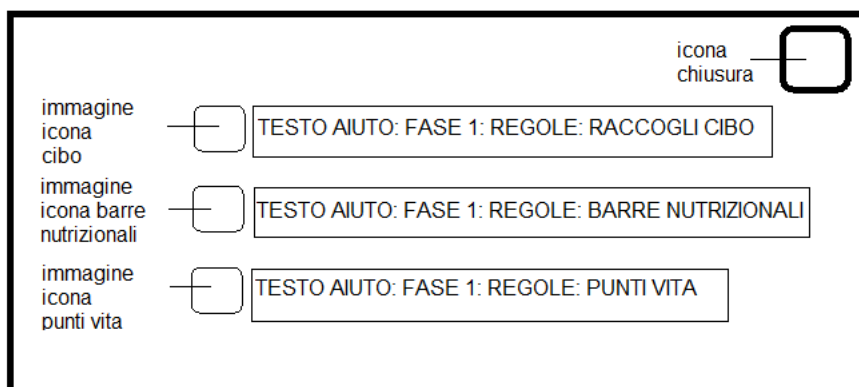 icona
chiusura
immagine
icona
cibo
TESTO AIUTO: FASE 1: REGOLE: RACCOGLI CIBO
immagine
icona barre
nutrizionali
TESTO AIUTO: FASE 1: REGOLE: BARRE NUTRIZIONALI
immagine
icona
punti vita
TESTO AIUTO: FASE 1: REGOLE: PUNTI VITA